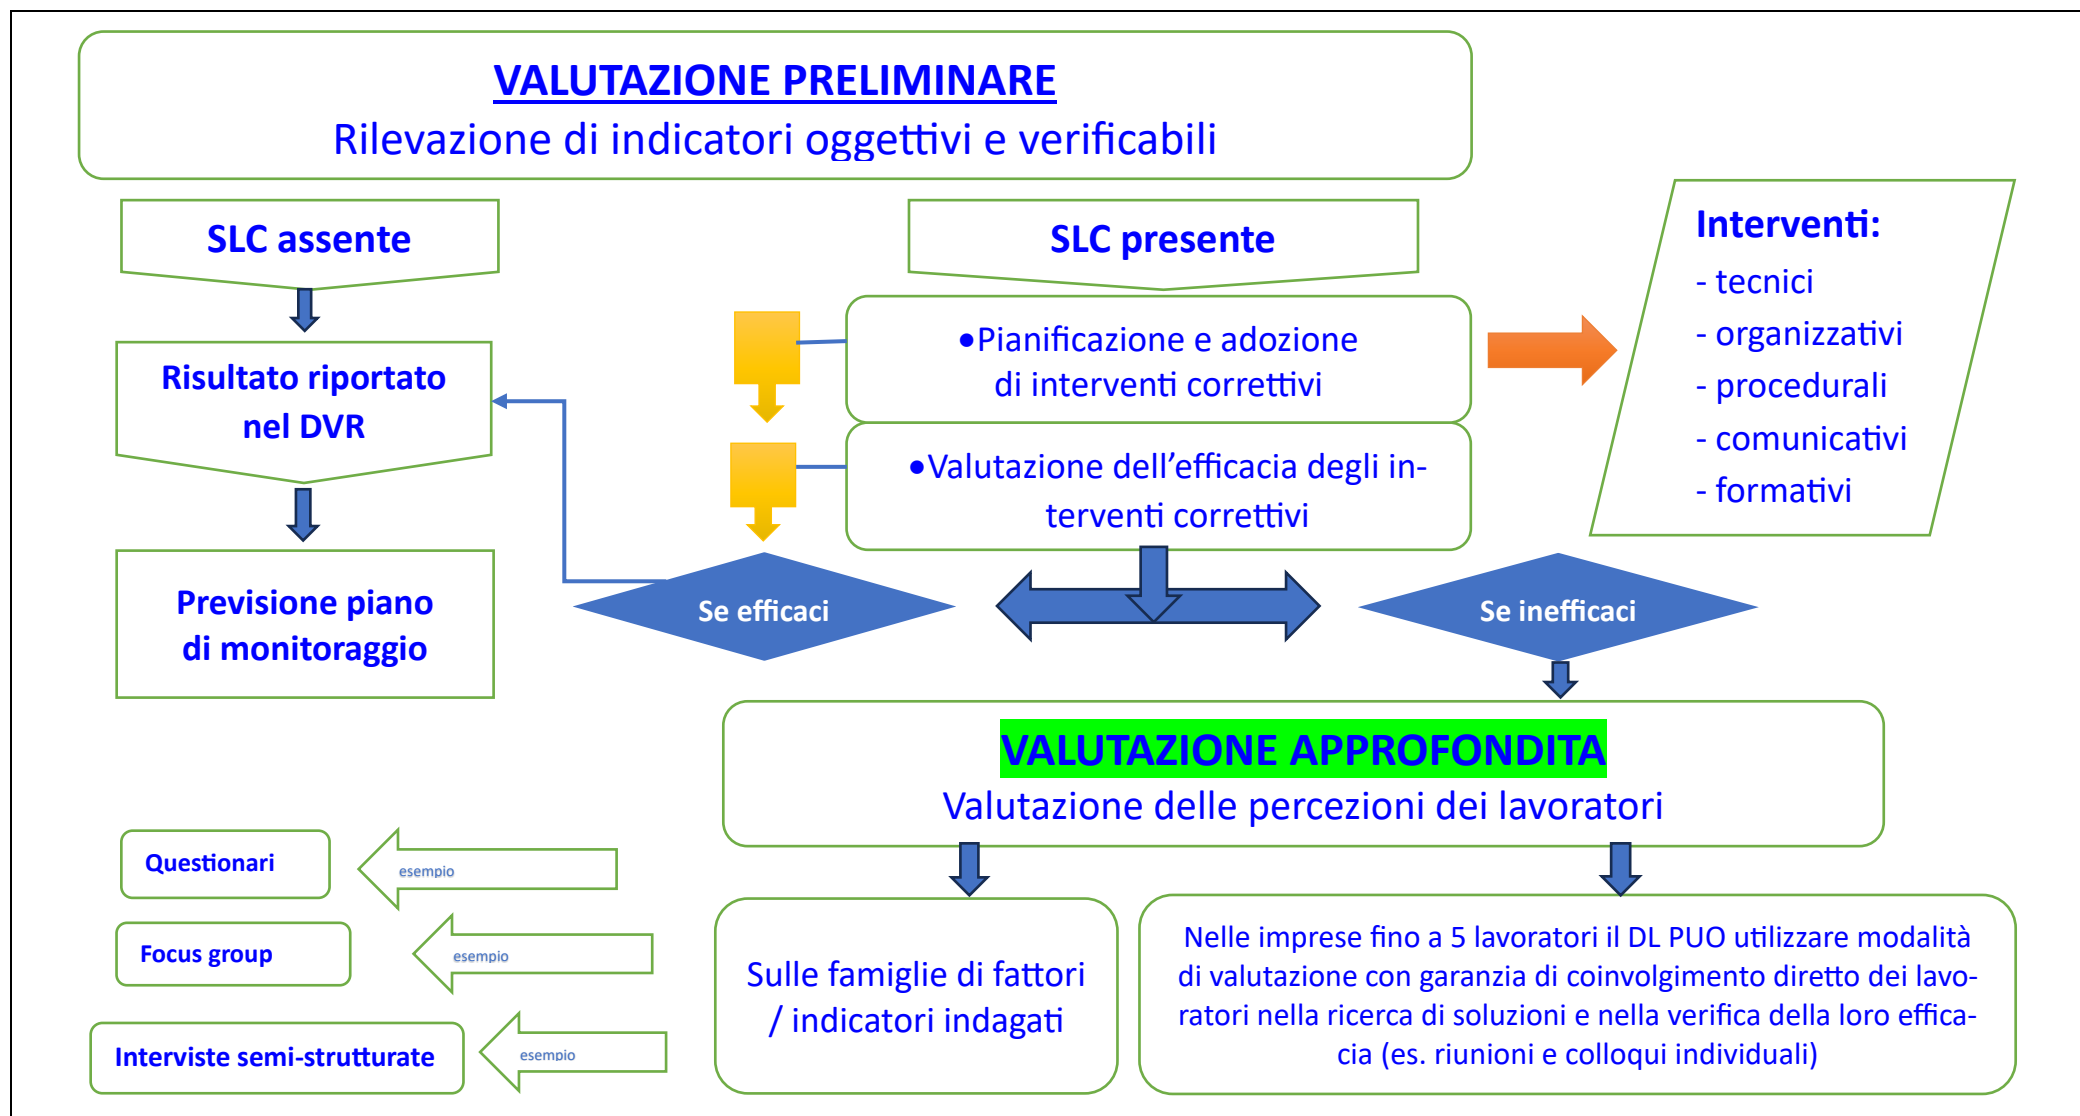 VALUTAZIONE PRELIMINARE
Rilevazione di indicatori oggettivi e verificabili
SLC assente
SLC presente
Interventi:
- tecnici
- organizzativi
- procedurali
- comunicativi
- formativi
•Pianificazione e adozione
di interventi correttivi
Risultato riportato
nel DVR
•Valutazione dell’efficacia degli in-
terventi correttivi
Previsione piano
di monitoraggio
Se efficaci
Se inefficaci
VALUTAZIONE APPROFONDITA
Valutazione delle percezioni dei lavoratori
Questionari
esempio
Focus group
esempio
Interviste semi-strutturate
esempio
Sulle famiglie di fattori
/ indicatori indagati
Nelle imprese fino a 5 lavoratori il DL PUO utilizzare modalità
di valutazione con garanzia di coinvolgimento diretto dei lavo-
ratori nella ricerca di soluzioni e nella verifica della loro effica-
cia (es. riunioni e colloqui individuali)